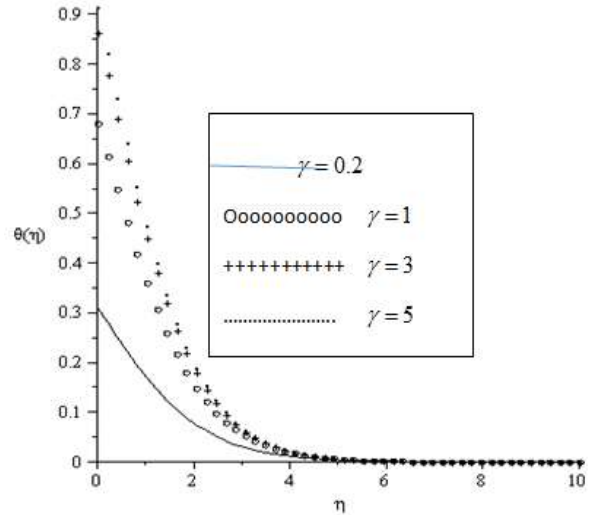 0.9
0.8
0.7
0.6
0.5
θ(η)
0.4
0.3
0.2
0.1
0
γ = 0.2
Ooooooooooo γ = 1
+++++++++++ γ = 3
..................... γ = 5
0 2 4 6 8 10
η